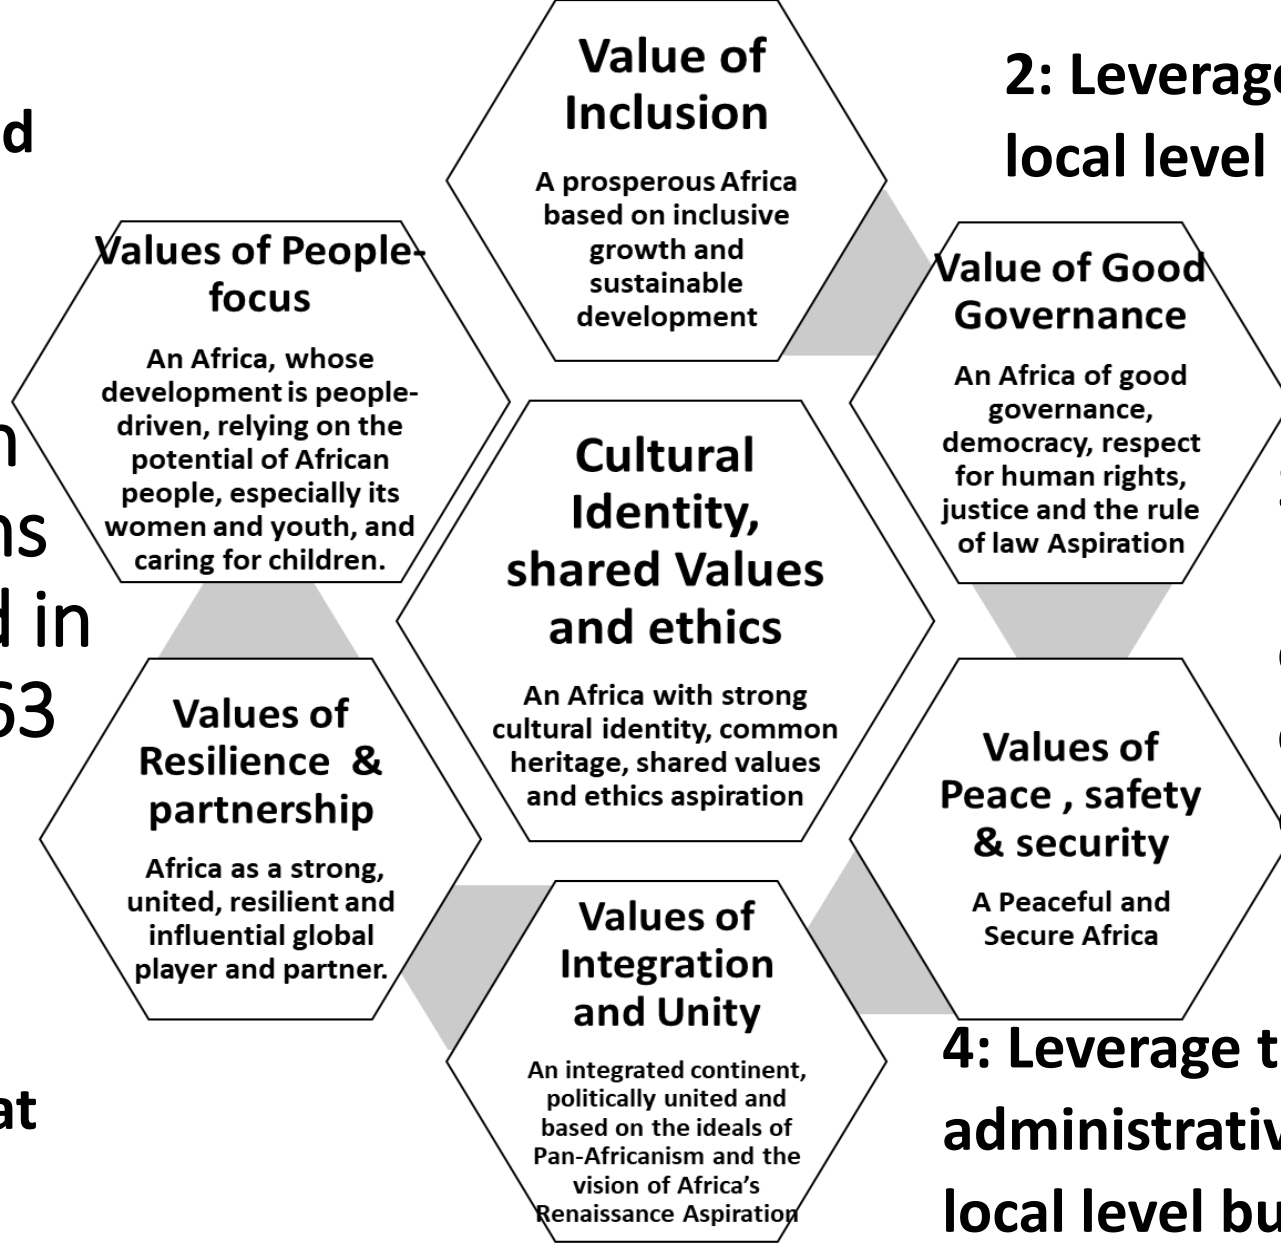 Value of
Inclusion
A prosperous Africa
based on inclusive
growth and
sustainable
development
2: Leverage
local level
d
Values of People-
focus
An Africa, whose
development is people-
driven, relying on the
potential of African
people, especially its
women and youth, and
caring for children.
Value of Good
Governance
An Africa of good
governance,
democracy, respect
for human rights,
justice and the rule
of law Aspiration
Cultural
Identity,
shared Values
and ethics
An Africa with strong
cultural identity, common
heritage, shared values
and ethics aspiration
n
ns
d in
63
Values of
Resilience & 
partnership
Africa as a strong,
united, resilient and
influential global
player and partner.
Values of
Peace , safety
& security
A Peaceful and
Secure Africa
Values of
Integration
and Unity
An integrated continent,
politically united and
based on the ideals of
Pan-Africanism and the
vision of Africa’s
Renaissance Aspiration
at
4: Leverage t
administrativ
local level bu